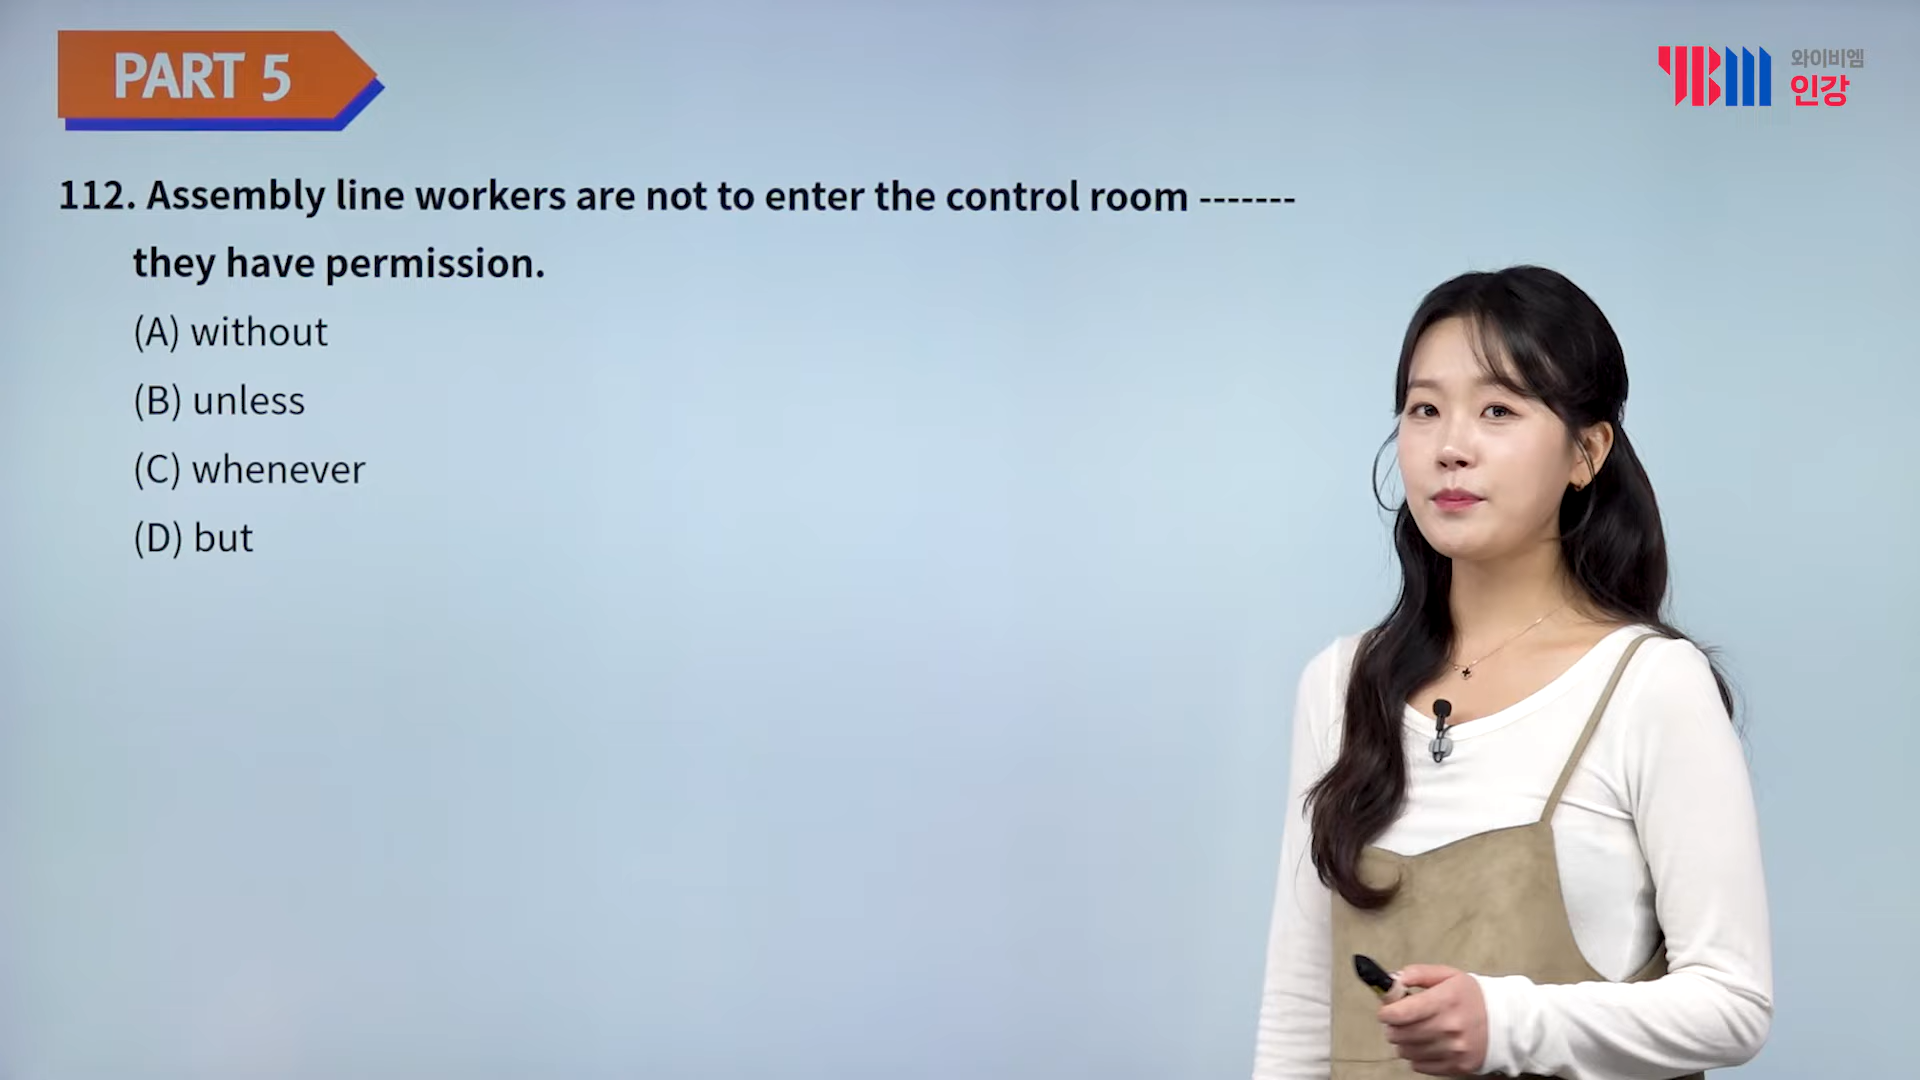 PART 5
YBM 와이비엠
인강
112. Assembly line workers are not to enter the control room -------
they have permission.
(A) without
(B) unless
(C) whenever
(D) but